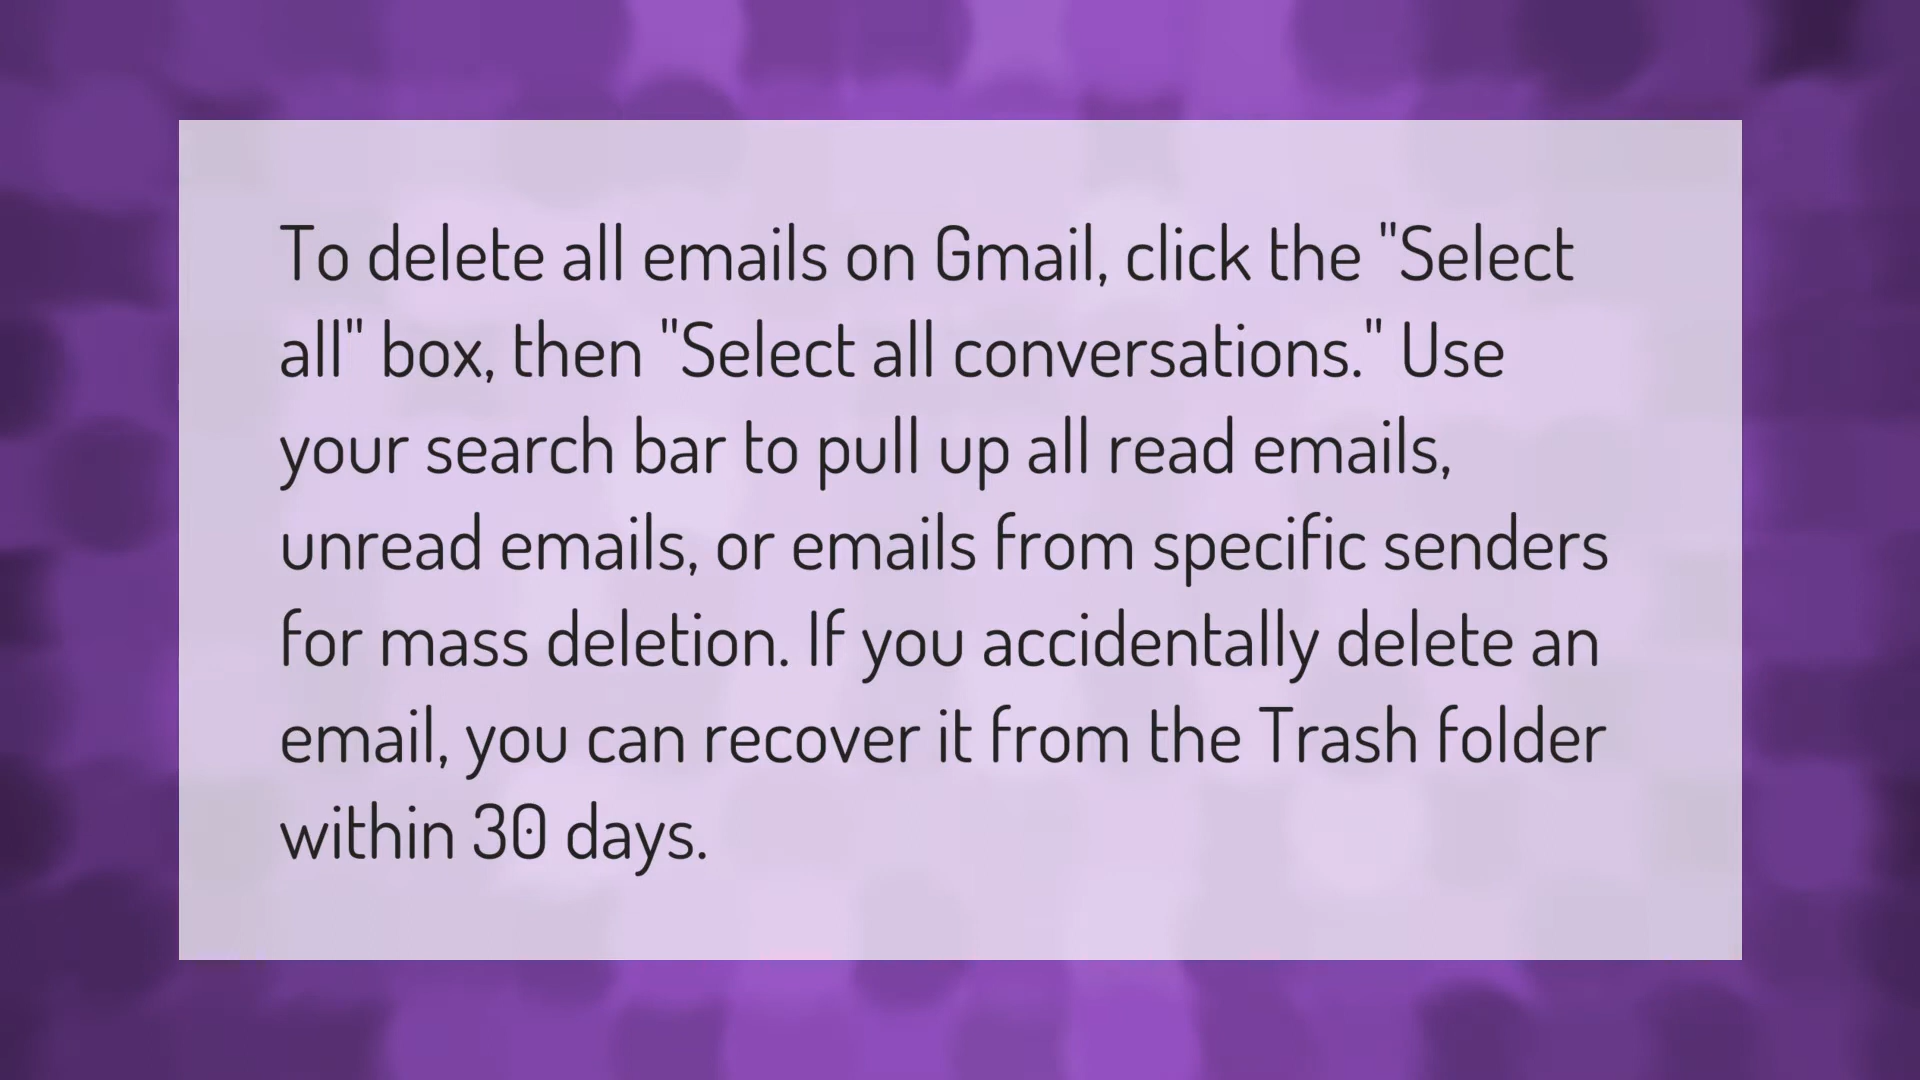 To delete all emails on Gmail, click the "Select
all" box, then "Select all conversations." Use
your search bar to pull up all read emails,
unread emails, or emails from specific senders
for mass deletion. If you accidentally delete an
email, you can recover it from the Trash folder
within 30 days.